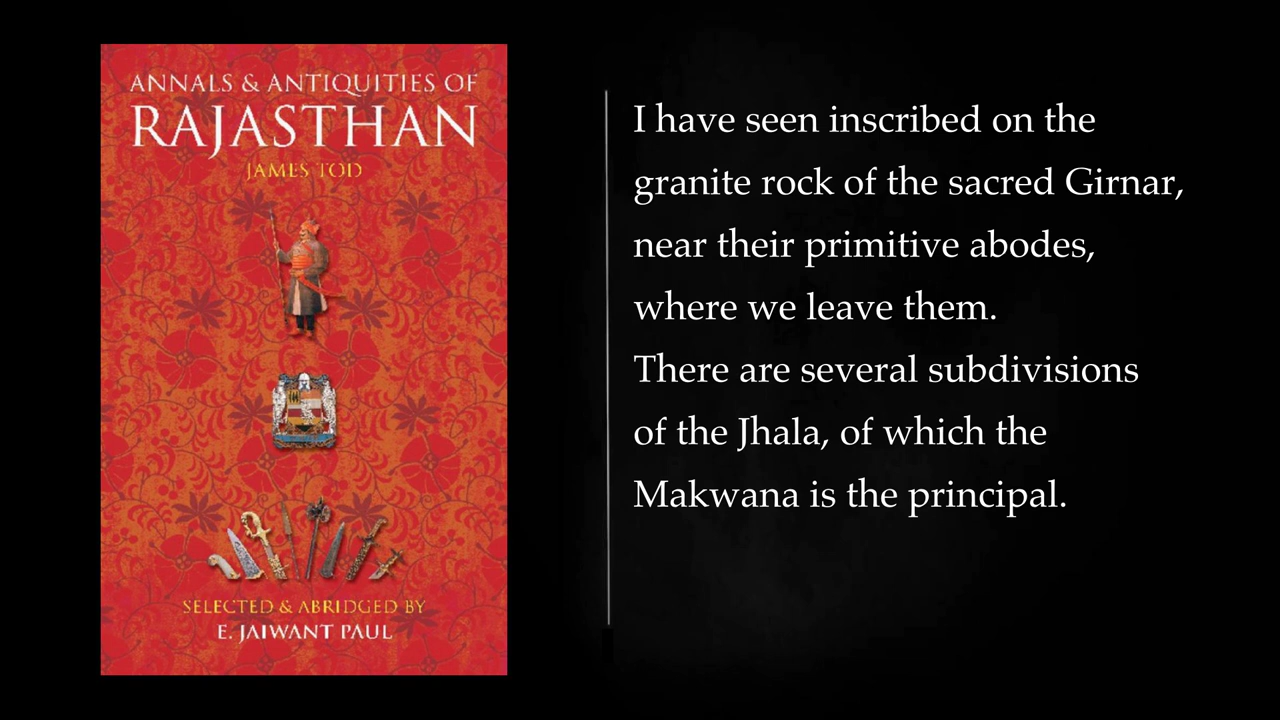 ANNALS & ANTIQUITIES OF
RAJASTHAN
JAMES TOD
SELECTED & ABRIDGED BY
E. JAIWANT PAUL
I have seen inscribed on the
granite rock of the sacred Girnar,
near their primitive abodes,
where we leave them.
There are several subdivisions
of the Jhala, of which the
Makwana is the principal.